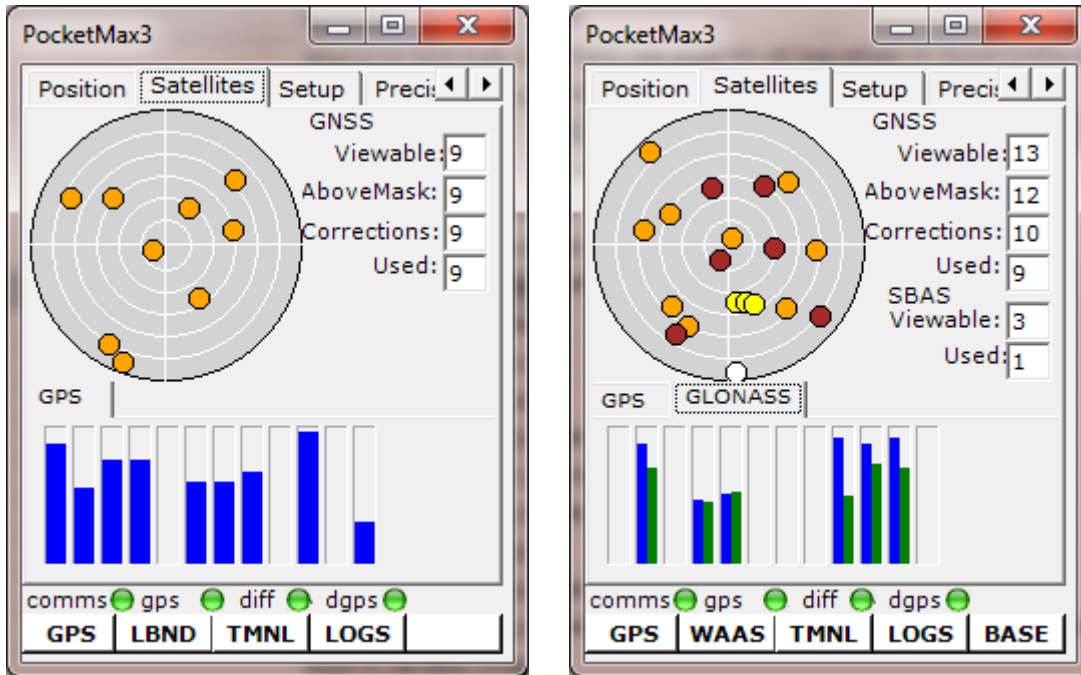 PocketMax3
Position Satellites Setup Preci
GNSS
Viewable: 9
AboveMask: 9
Corrections: 9
Used: 9
GPS
comms gps diff dgps
GPS LBND TMNL LOGS
PocketMax3
Position Satellites Setup Preci
GNSS
Viewable: 13
AboveMask: 12
Corrections: 10
Used: 9
SBAS
Viewable: 3
Used: 1
GPS GLONASS
comms gps diff dgps
GPS WAAS TMNL LOGS BASE